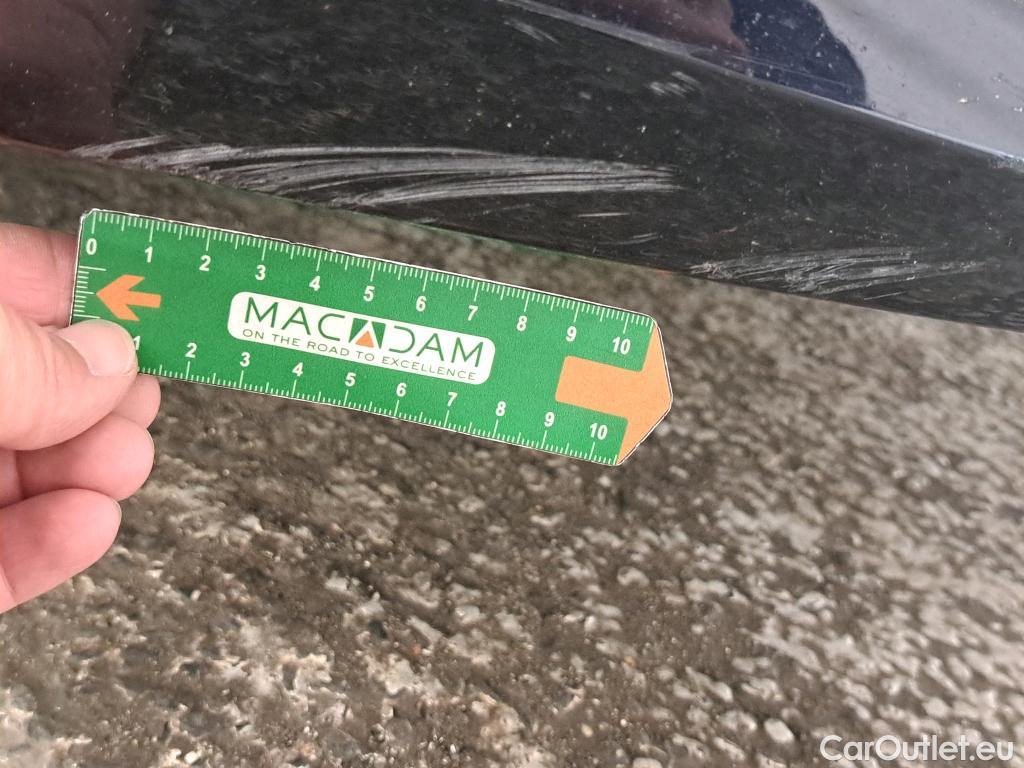 0 1 2 3 4 5 6 7 8 9 10
MACADAM
ON THE ROAD TO EXCELLENCE
1 2 3 4 5 6 7 8 9 10
CarOutlet.eu